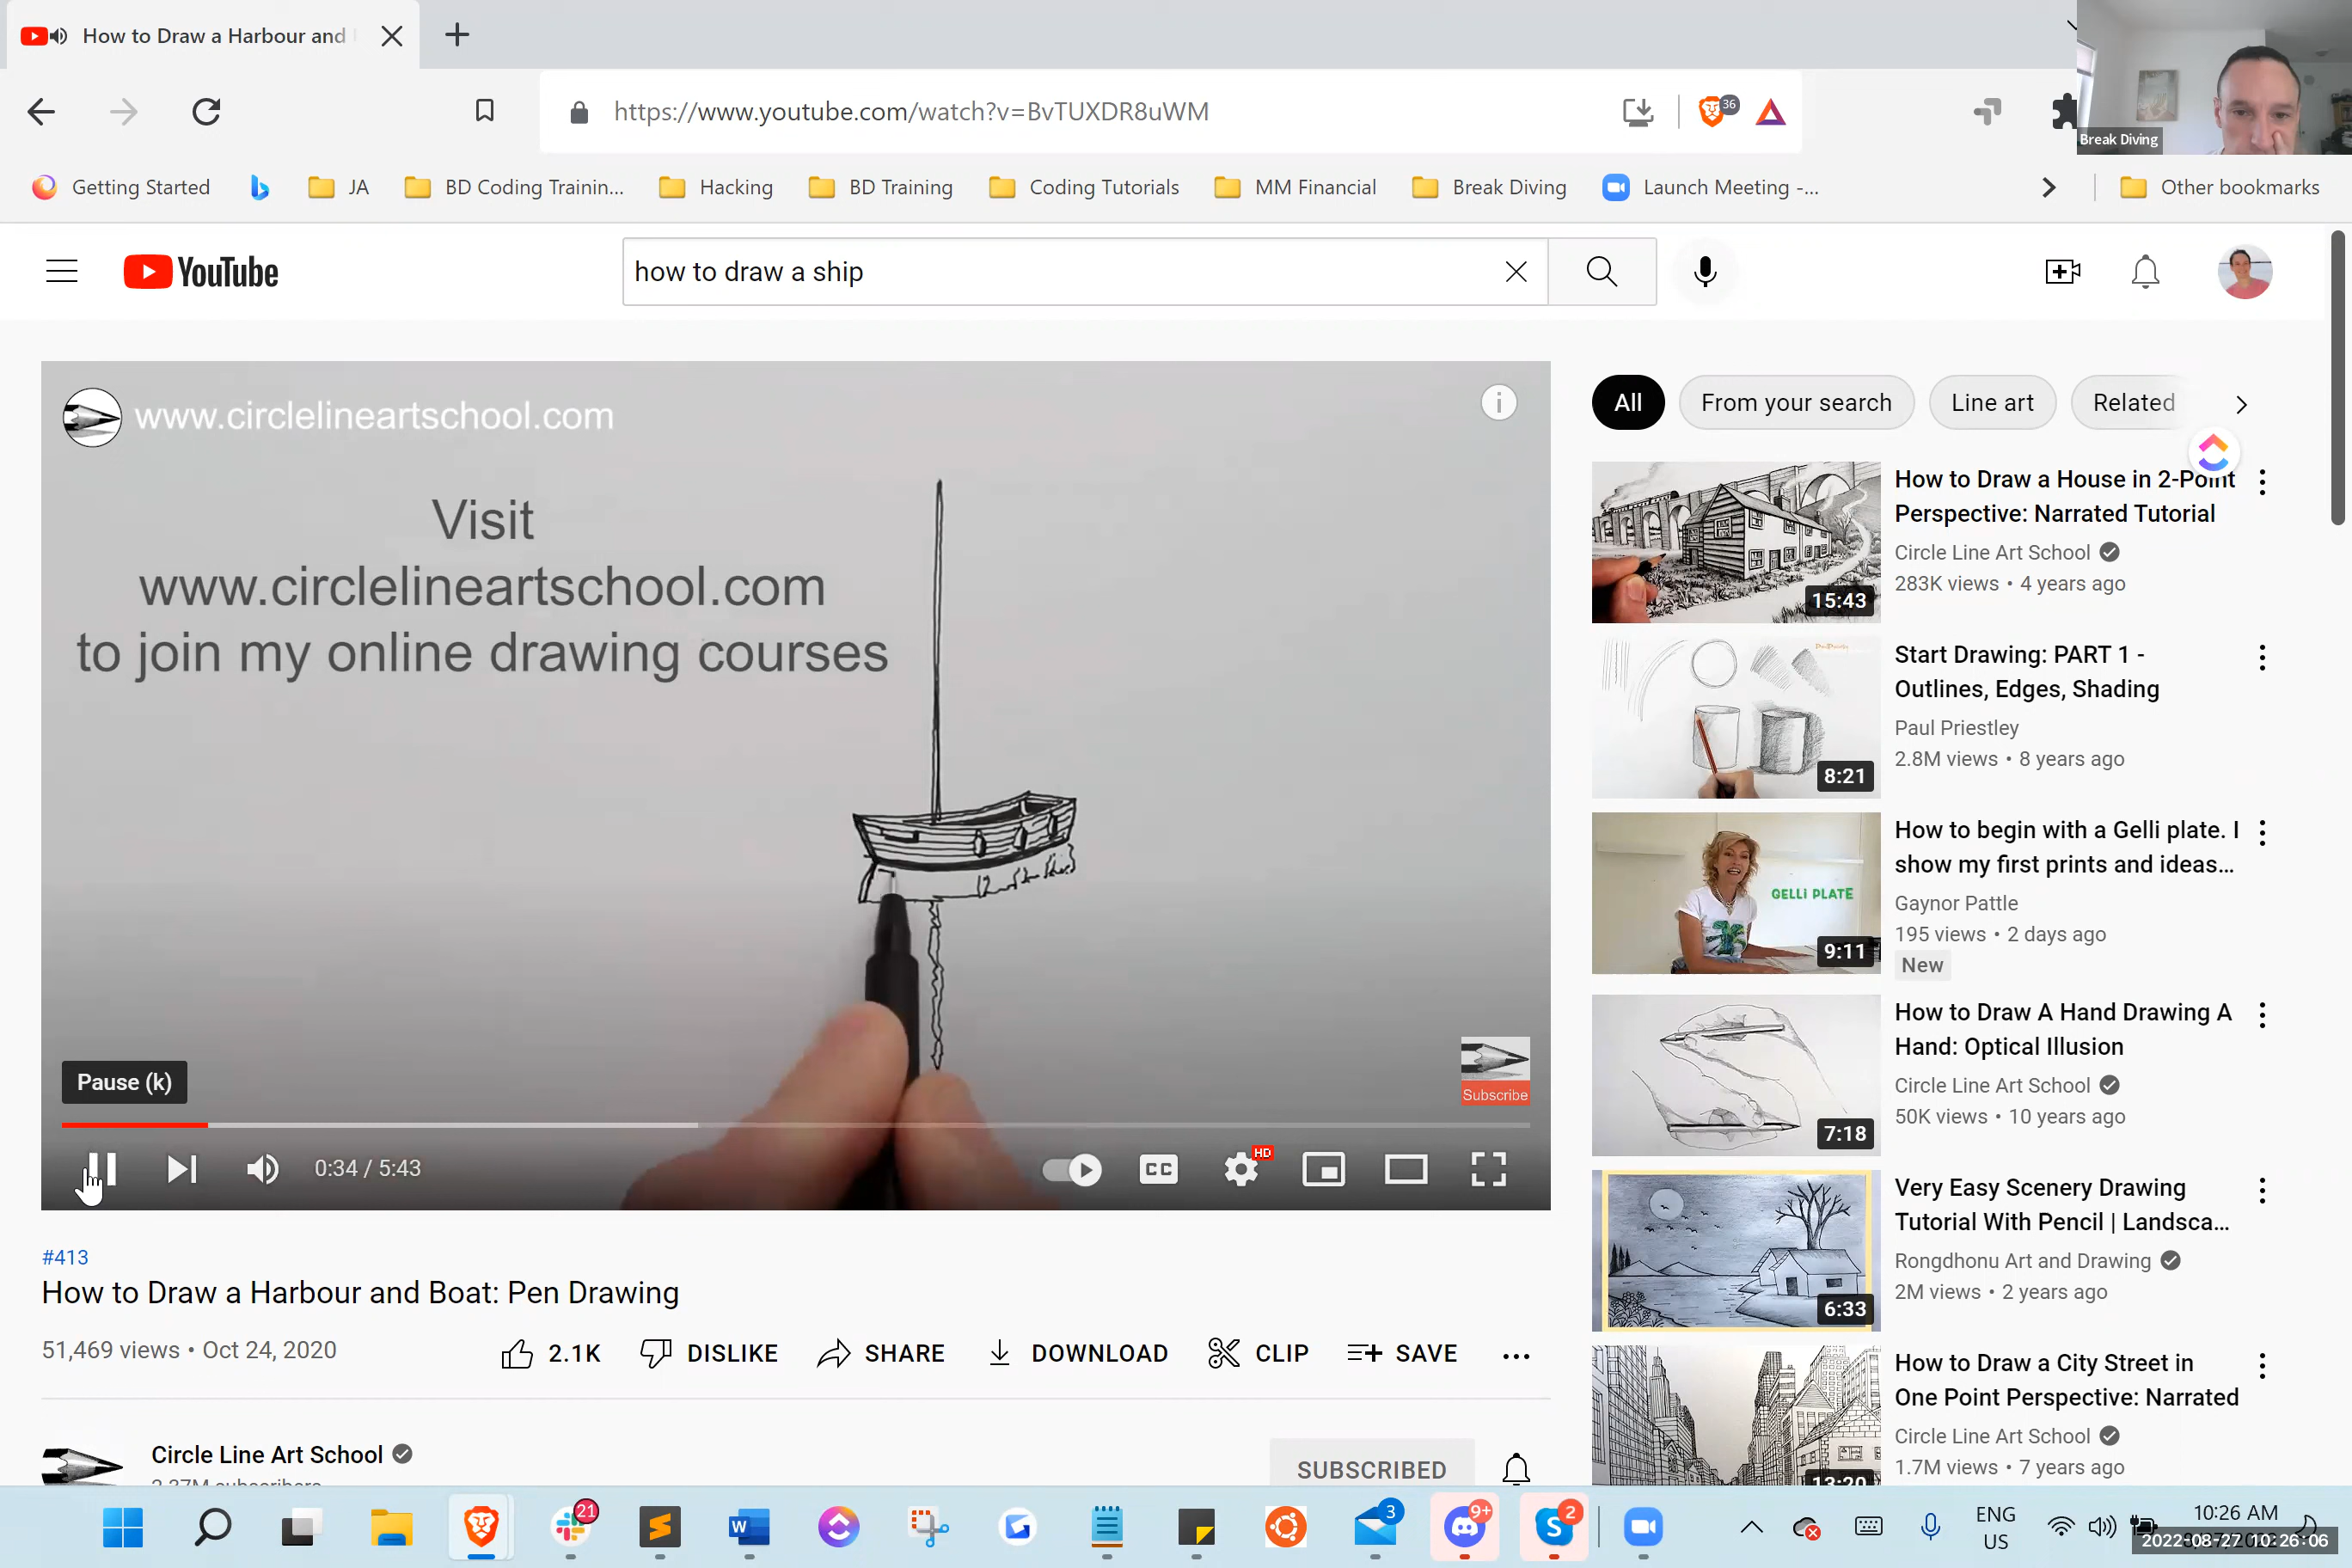 How to Draw a Harbour and
https://www.youtube.com/watch?v=BvTUXDR8uWM
36
Break Diving
Getting Started
JA
BD Coding Trainin...
Hacking
BD Training
Coding Tutorials
MM Financial
Break Diving
Launch Meeting -...
Other bookmarks
YouTube
how to draw a ship
www.circlelineartschool.com
Visit
www.circlelineartschool.com
to join my online drawing courses
Subscribe
Pause (k)
0:34 / 5:43
CC
HD
#413
How to Draw a Harbour and Boat: Pen Drawing
51,469 views • Oct 24, 2020
2.1K
DISLIKE
SHARE
DOWNLOAD
CLIP
SAVE
Circle Line Art School
SUBSCRIBED
All
From your search
Line art
Related
How to Draw a House in 2-Point
Perspective: Narrated Tutorial
Circle Line Art School
283K views • 4 years ago
15:43
Start Drawing: PART 1 -
Outlines, Edges, Shading
Paul Priestley
2.8M views • 8 years ago
8:21
How to begin with a Gelli plate. I
show my first prints and ideas...
Gaynor Pattle
195 views • 2 days ago
New
GELLI PLATE
9:11
How to Draw A Hand Drawing A
Hand: Optical Illusion
Circle Line Art School
50K views • 10 years ago
7:18
Very Easy Scenery Drawing
Tutorial With Pencil | Landsca...
Rongdhonu Art and Drawing
2M views • 2 years ago
6:33
How to Draw a City Street in
One Point Perspective: Narrated
Circle Line Art School
1.7M views • 7 years ago
13:20
21
3
9+
2
ENG
US
10:26 AM
2022-08-27 10:26:06